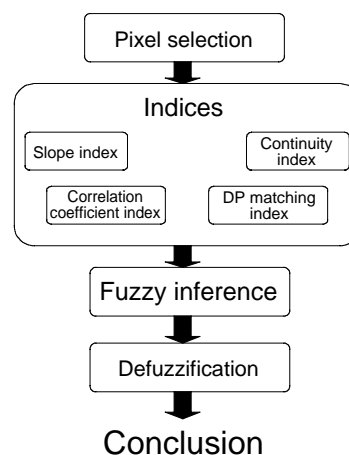 Pixel selection
Indices
Slope index
Continuity
index
Correlation
coefficient index
DP matching
index
Fuzzy inference
Defuzzification
Conclusion